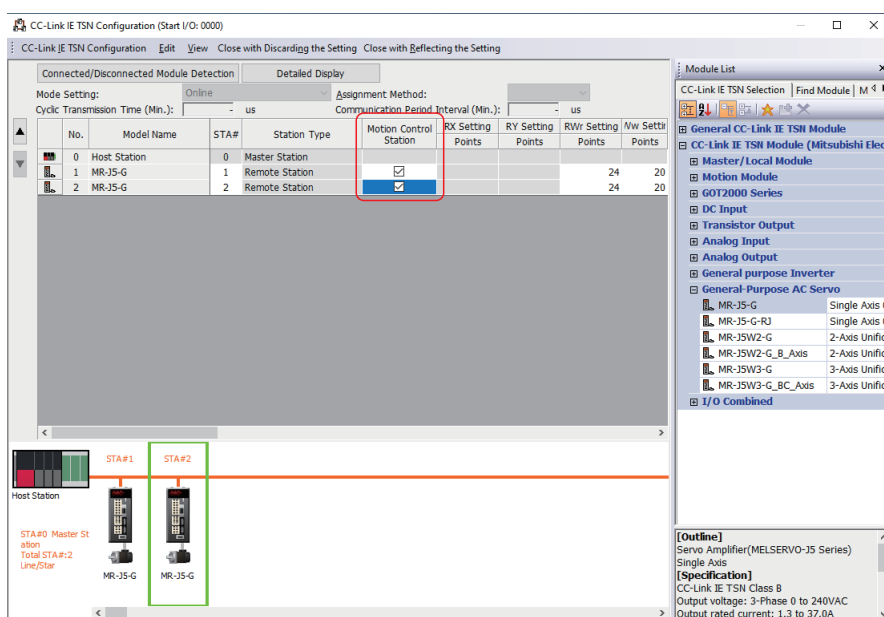 CC-Link IE TSN Configuration (Start I/O: 0000)
CC-Link IE TSN Configuration Edit View Close with Discarding the Setting Close with Reflecting the Setting
Connected/Disconnected Module Detection Detailed Display
Mode Setting: Online Assignment Method:
Cyclic Transmission Time (Min.): - us Communication Period Interval (Min.): - us
No. Model Name STA# Station Type Motion Control Station RX Setting RY Setting RWr Setting Ww Settin
Points Points Points Points
0 Host Station 0 Master Station
1 MR-J5-G 1 Remote Station 24 20
2 MR-J5-G 2 Remote Station 24 20
STA#1 STA#2
Host Station
STA#0 Master St
ation
Total STA#:2
Line/Star
MR-J5-G MR-J5-G
Module List
CC-Link IE TSN Selection Find Module M
General CC-Link IE TSN Module
CC-Link IE TSN Module (Mitsubishi Elec
Master/Local Module
Motion Module
GOT2000 Series
DC Input
Transistor Output
Analog Input
Analog Output
General purpose Inverter
General-Purpose AC Servo
MR-J5-G Single Axis
MR-J5-G-RJ Single Axis
MR-J5W2-G 2-Axis Unific
MR-J5W2-G_B_Axis 2-Axis Unific
MR-J5W3-G 3-Axis Unific
MR-J5W3-G_BC_Axis 3-Axis Unific
I/O Combined
[Outline]
Servo Amplifier(MELSERVO-J5 Series)
Single Axis
[Specification]
CC-Link IE TSN Class B
Output voltage: 3-Phase 0 to 240VAC
Output rated current: 1.3 to 37.0A